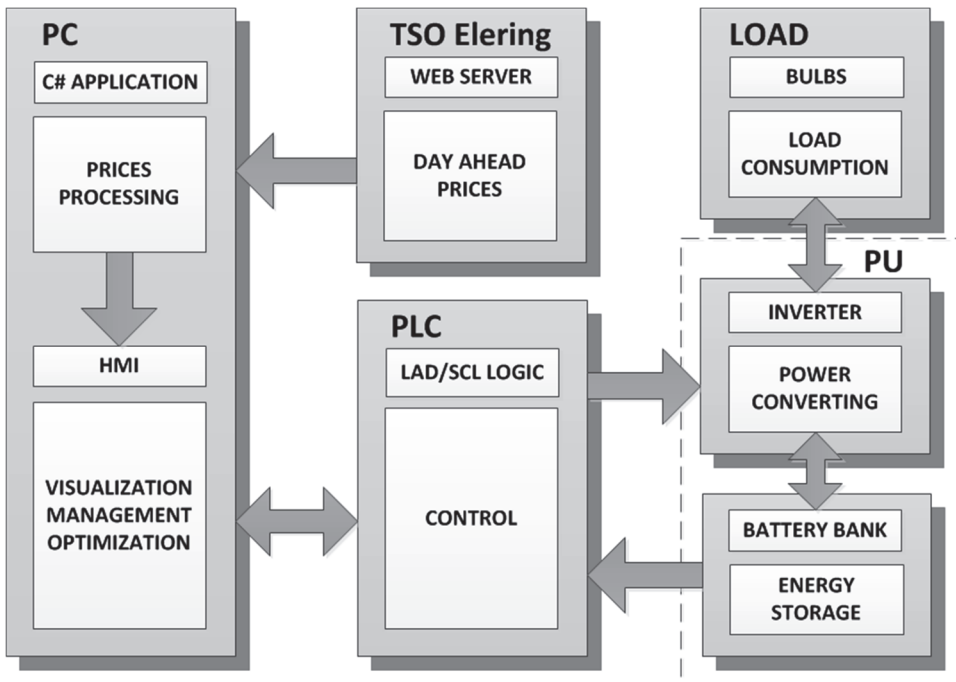 PC
C# APPLICATION
PRICES
PROCESSING
HMI
VISUALIZATION
MANAGEMENT
OPTIMIZATION
TSO Elering
WEB SERVER
DAY AHEAD
PRICES
PLC
LAD/SCL LOGIC
CONTROL
LOAD
BULBS
LOAD
CONSUMPTION
PU
INVERTER
POWER
CONVERTING
BATTERY BANK
ENERGY
STORAGE